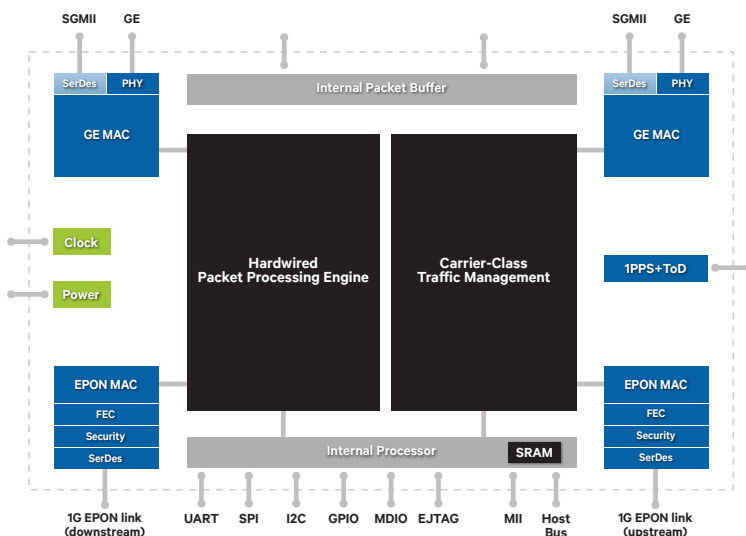 SGMII GE
SGMII GE
SerDes PHY
Internal Packet Buffer
SerDes PHY
GE MAC
GE MAC
Clock
Hardwired
Packet Processing Engine
Carrier-Class
Traffic Management
1PPS+ToD
Power
EPON MAC
FEC
Security
SerDes
EPON MAC
FEC
Security
SerDes
Internal Processor
SRAM
1G EPON link
(downstream)
UART SPI I2C GPIO MDIO EJTAG MII Host
Bus
1G EPON link
(upstream)